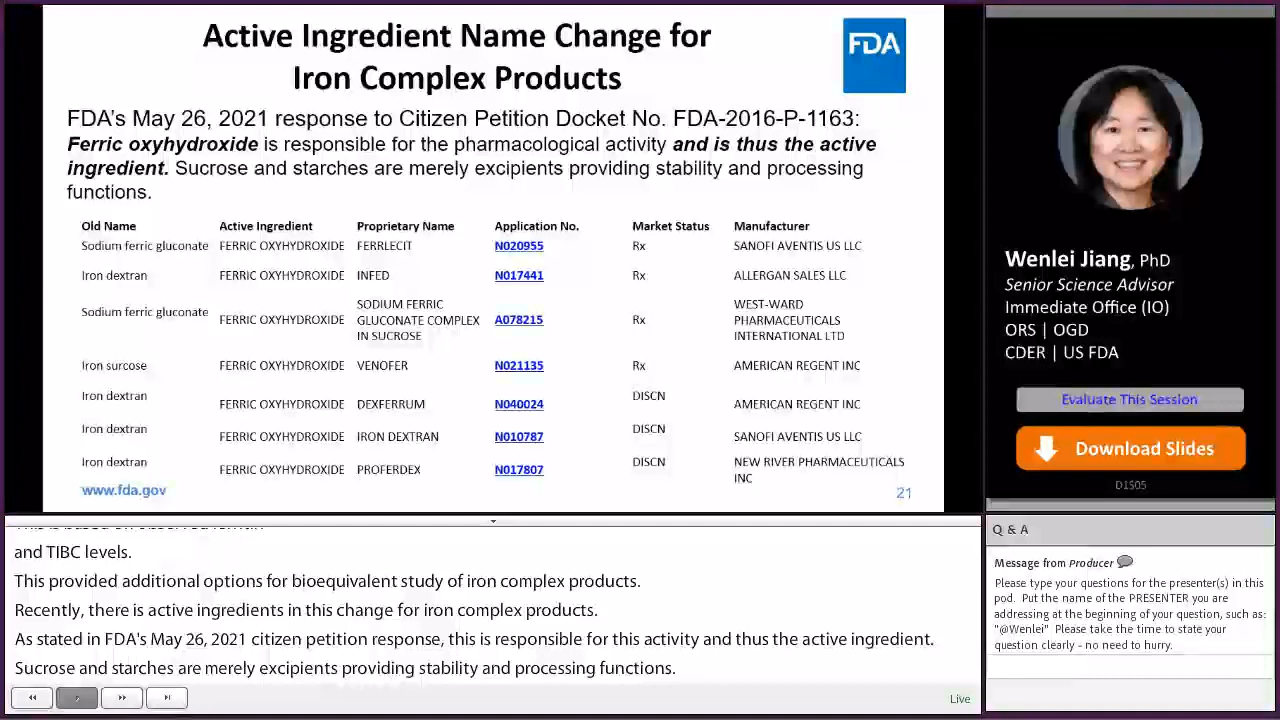 Active Ingredient Name Change for
Iron Complex Products
FDA
FDA's May 26, 2021 response to Citizen Petition Docket No. FDA-2016-P-1163:
Ferric oxyhydroxide is responsible for the pharmacological activity and is thus the active
ingredient. Sucrose and starches are merely excipients providing stability and processing
functions.
Old Name Active Ingredient Proprietary Name Application No. Market Status Manufacturer
Sodium ferric gluconate FERRIC OXYHYDROXIDE FERRLECIT N020955 Rx SANOFI AVENTIS US LLC
Iron dextran FERRIC OXYHYDROXIDE INFED N017441 Rx ALLERGAN SALES LLC
Sodium ferric gluconate FERRIC OXYHYDROXIDE SODIUM FERRIC
GLUCONATE COMPLEX
IN SUCROSE A078215 Rx WEST-WARD
PHARMACEUTICALS
INTERNATIONAL LTD
Iron surcose FERRIC OXYHYDROXIDE VENOFER N021135 Rx AMERICAN REGENT INC
Iron dextran FERRIC OXYHYDROXIDE DEXFERRUM N040024 DISCN AMERICAN REGENT INC
Iron dextran FERRIC OXYHYDROXIDE IRON DEXTRAN N010787 DISCN SANOFI AVENTIS US LLC
Iron dextran FERRIC OXYHYDROXIDE PROFERDEX N017807 DISCN NEW RIVER PHARMACEUTICALS
INC
www.fda.gov
21
Wenlei Jiang, PhD
Senior Science Advisor
Immediate Office (IO)
ORS | OGD
CDER | US FDA
Evaluate This Session
Download Slides
D1S05
and TIBC levels.
This provided additional options for bioequivalent study of iron complex products.
Recently, there is active ingredients in this change for iron complex products.
As stated in FDA's May 26, 2021 citizen petition response, this is responsible for this activity and thus the active ingredient.
Sucrose and starches are merely excipients providing stability and processing functions.
Live
Q & A
Message from Producer
Please type your questions for the presenter(s) in this
pod. Put the name of the PRESENTER you are
addressing at the beginning of your question, such as:
"@Wenlei" Please take the time to state your
question clearly - no need to hurry.